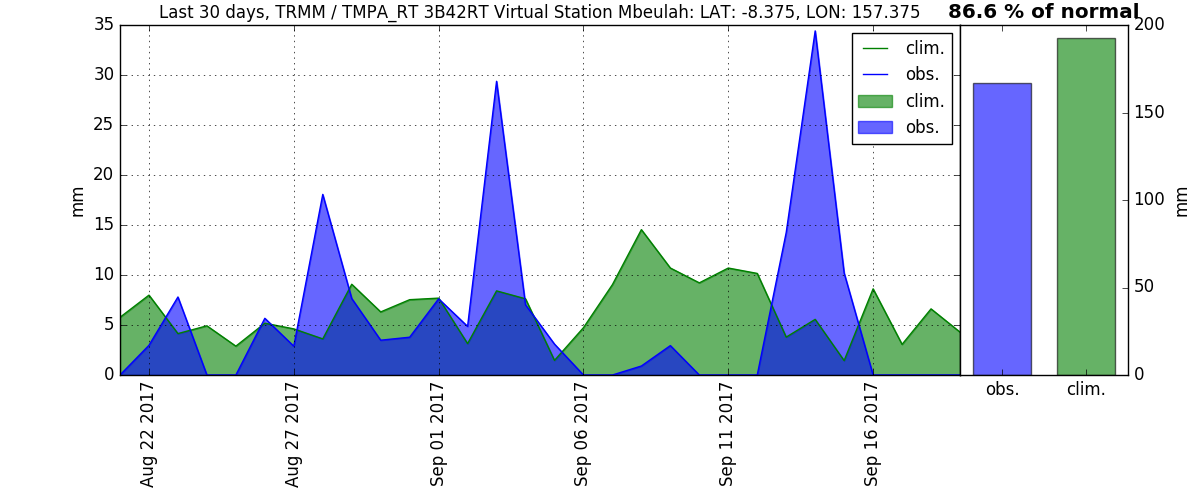 Last 30 days, TRMM / TMPA_RT 3B42RT Virtual Station Mbeulah: LAT: -8.375, LON: 157.375
86.6 % of normal
35
30
25
20
15
10
5
0
mm
clim.
obs.
clim.
obs.
Aug 22 2017
Aug 27 2017
Sep 01 2017
Sep 06 2017
Sep 11 2017
Sep 16 2017
200
150
100
50
0
mm
obs.
clim.